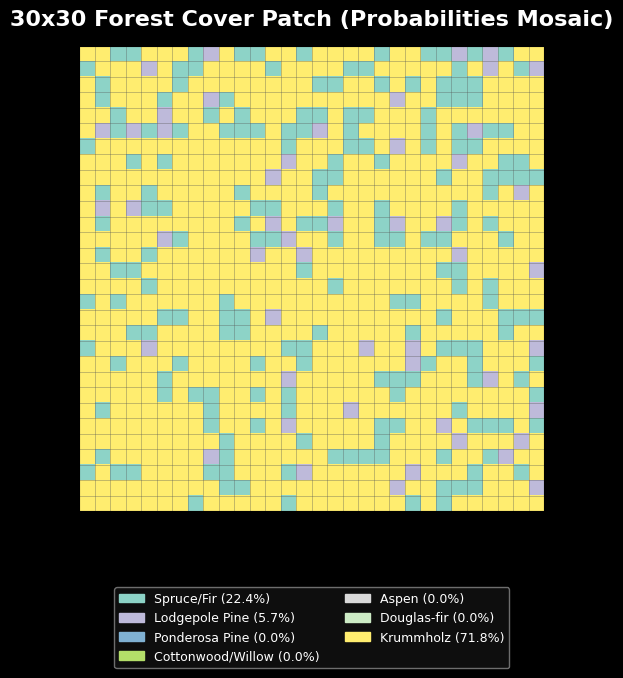 30x30 Forest Cover Patch (Probabilities Mosaic)
Spruce/Fir (22.4%)
Lodgepole Pine (5.7%)
Ponderosa Pine (0.0%)
Cottonwood/Willow (0.0%)
Aspen (0.0%)
Douglas-fir (0.0%)
Krummholz (71.8%)